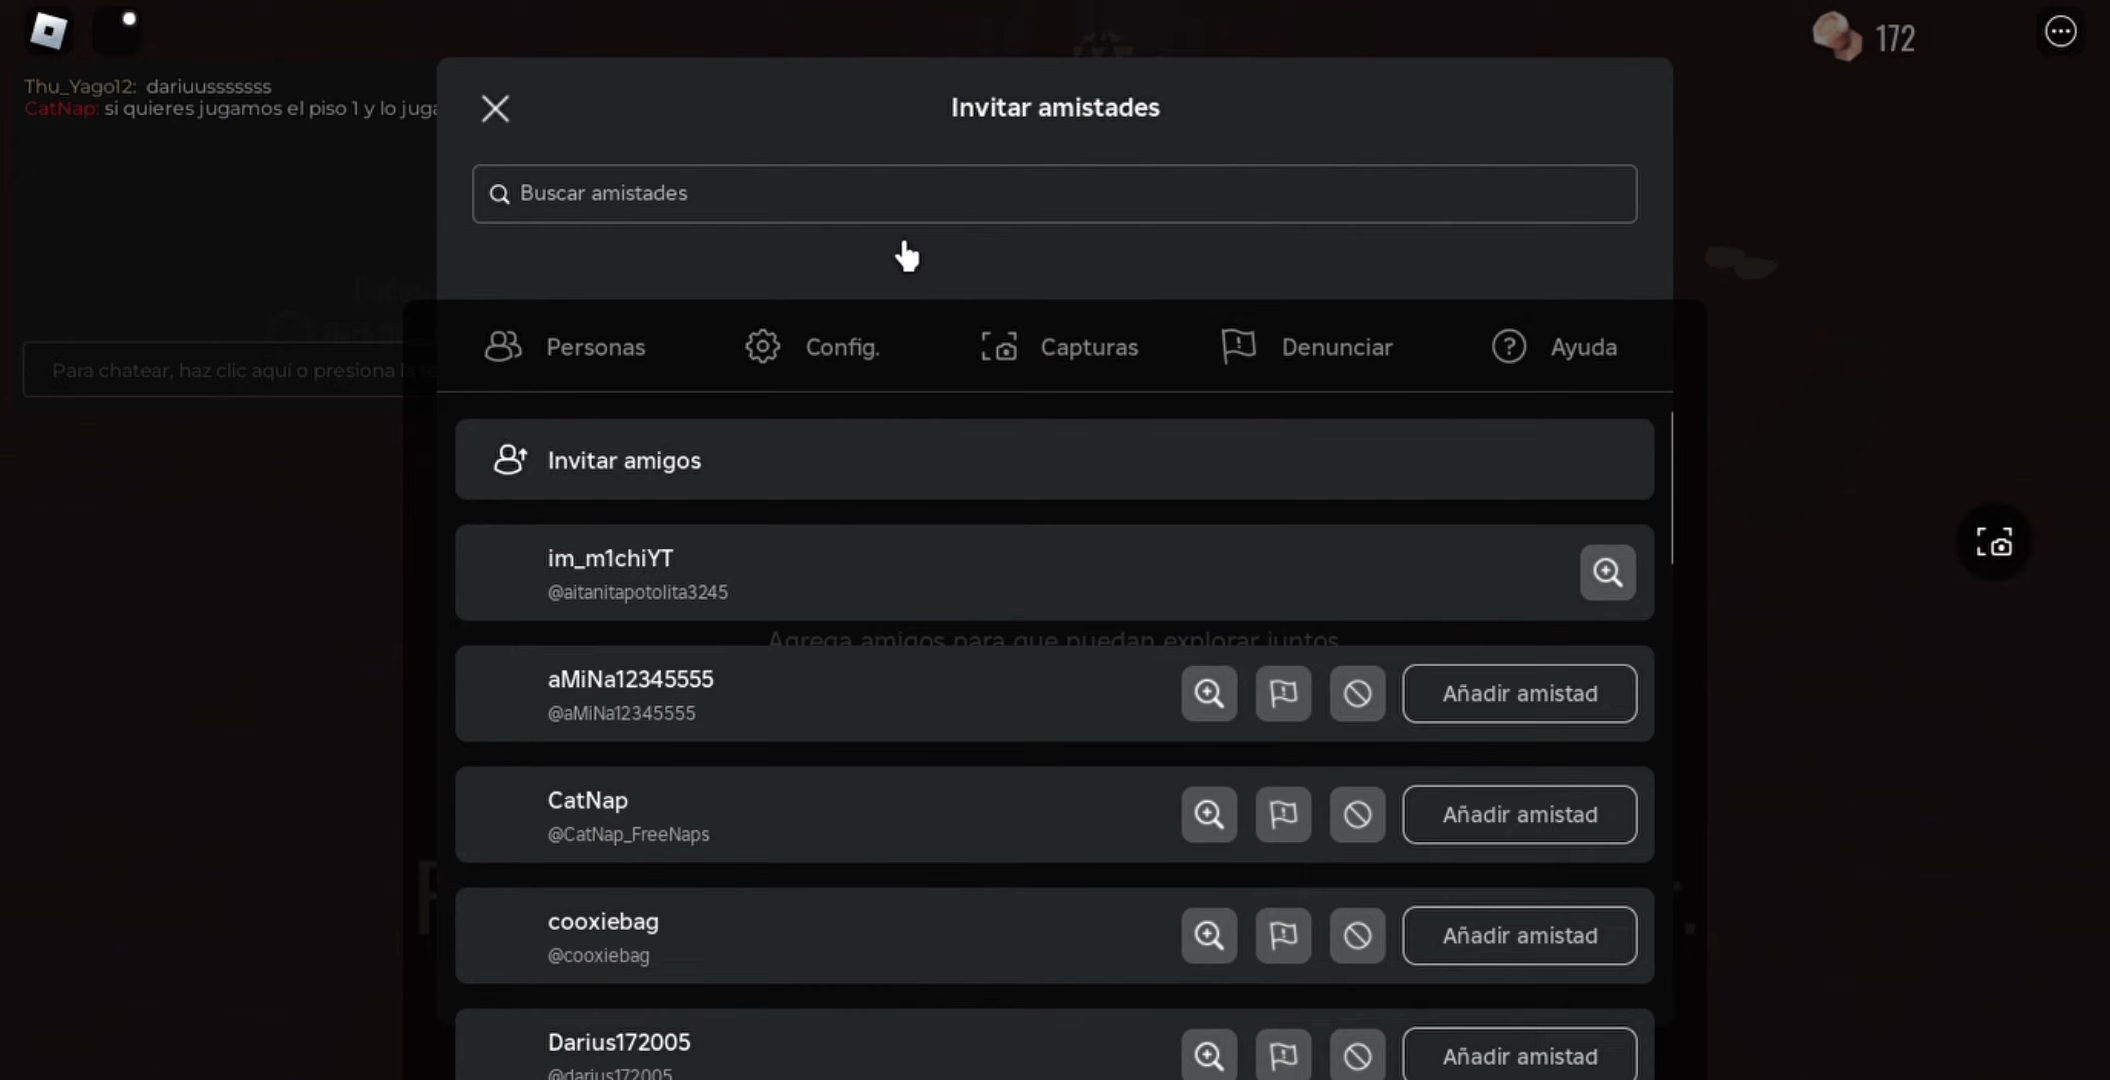 172
Thu_Yago12: dariuusssssss
CatNap: si quieres jugamos el piso 1 y lo
Invitar amistades
Buscar amistades
Para chatear, haz clic aquí o presiona la
Personas
Config.
Capturas
Denunciar
Ayuda
Invitar amigos
im_m1chiYT
@aitanitapotolita3245
Agrega amigos para que puedan explorar juntos
aMiNa12345555
@aMiNa12345555
Añadir amistad
CatNap
@CatNap_FreeNaps
Añadir amistad
cooxiebag
@cooxiebag
Añadir amistad
Darius172005
@darius172005
Añadir amistad